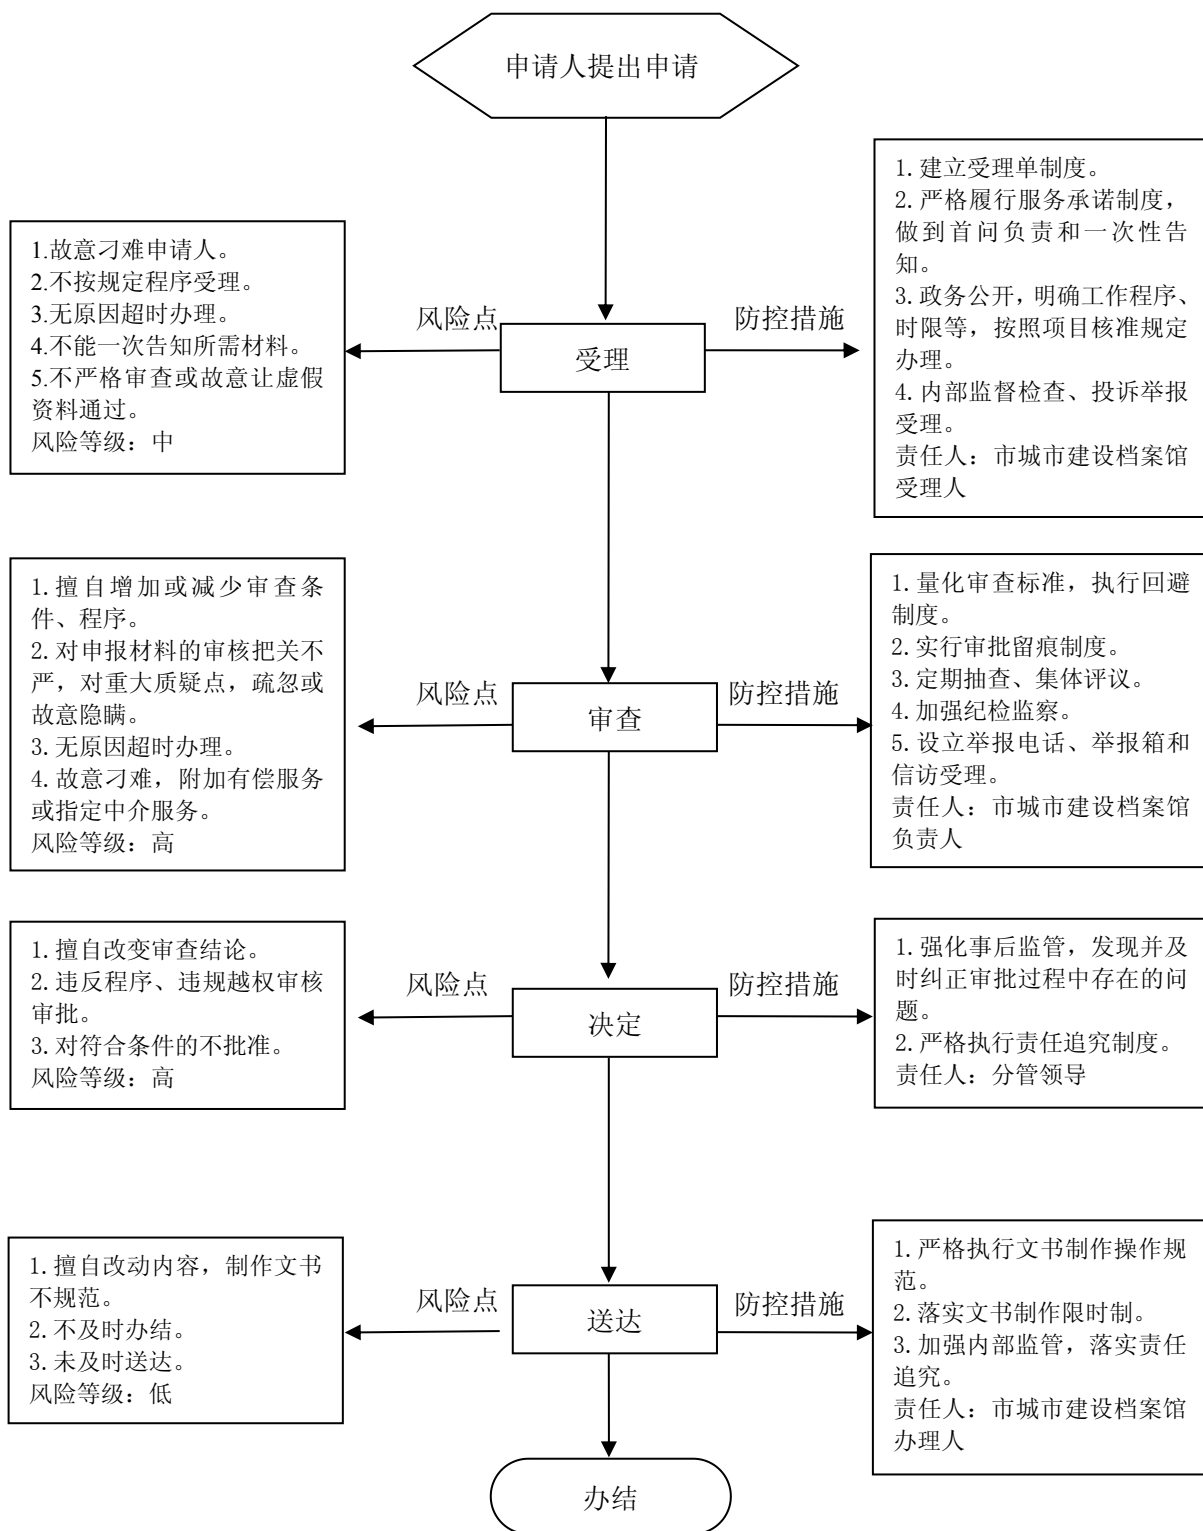 申请人提出申请
1.故意刁难申请人。
2.不按规定程序受理。
3.无原因超时办理。
4.不能一次告知所需材料。
5.不严格审查或故意让虚假
资料通过。
风险等级：中
风险点
受理
防控措施
1.建立受理单制度。
2.严格履行服务承诺制度，
做到首问负责和一次性告
知。
3.政务公开，明确工作程序、
时限等，按照项目核准规定
办理。
4.内部监督检查、投诉举报
受理。
责任人：市城市建设档案馆
受理人
1.擅自增加或减少审查条
件、程序。
2.对申报材料的审核把关不
严，对重大质疑点，疏忽或
故意隐瞒。
3.无原因超时办理。
4.故意刁难，附加有偿服务
或指定中介服务。
风险等级：高
风险点
审查
防控措施
1.量化审查标准，执行回避
制度。
2.实行审批留痕制度。
3.定期抽查、集体评议。
4.加强纪检监察。
5.设立举报电话、举报箱和
信访受理。
责任人：市城市建设档案馆
负责人
1.擅自改变审查结论。
2.违反程序、违规越权审核
审批。
3.对符合条件的不批准。
风险等级：高
风险点
决定
防控措施
1.强化事后监管，发现并及
时纠正审批过程中存在的问
题。
2.严格执行责任追究制度。
责任人：分管领导
1.擅自改动内容，制作文书
不规范。
2.不及时办结。
3.未及时送达。
风险等级：低
风险点
送达
防控措施
1.严格执行文书制作操作规
范。
2.落实文书制作限时制。
3.加强内部监管，落实责任
追究。
责任人：市城市建设档案馆
办理人
办结